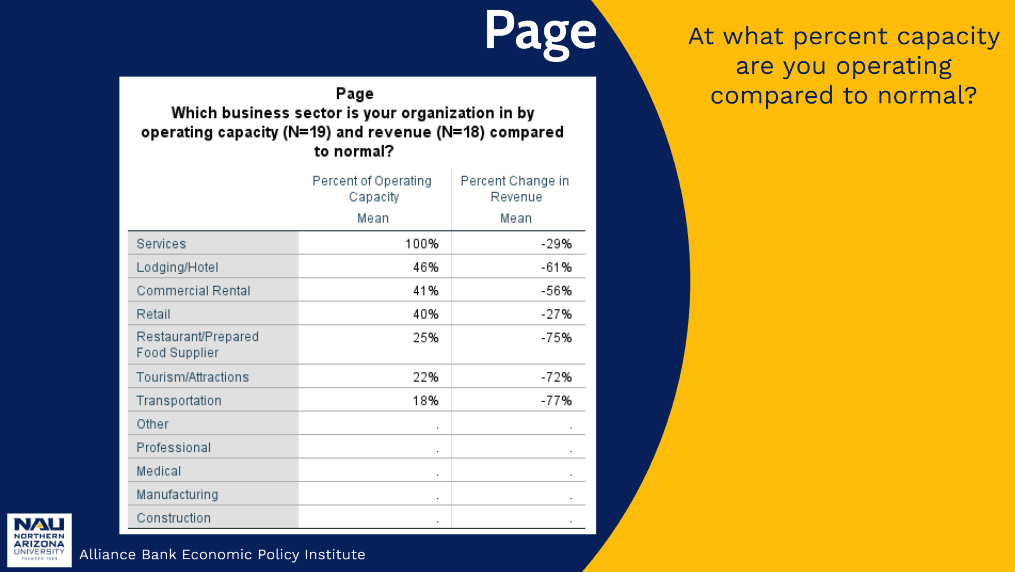 Page
At what percent capacity
are you operating
compared to normal?
Page
Which business sector is your organization in by
operating capacity (N=19) and revenue (N=18) compared
to normal?
Percent of Operating Capacity Percent Change in Revenue
Mean Mean
Services 100% -29%
Lodging/Hotel 46% -61%
Commercial Rental 41% -56%
Retail 40% -27%
Restaurant/Prepared Food Supplier 25% -75%
Tourism/Attractions 22% -72%
Transportation 18% -77%
Other . .
Professional . .
Medical . .
Manufacturing . .
Construction . .
NAU
NORTHERN
ARIZONA
UNIVERSITY
Alliance Bank Economic Policy Institute